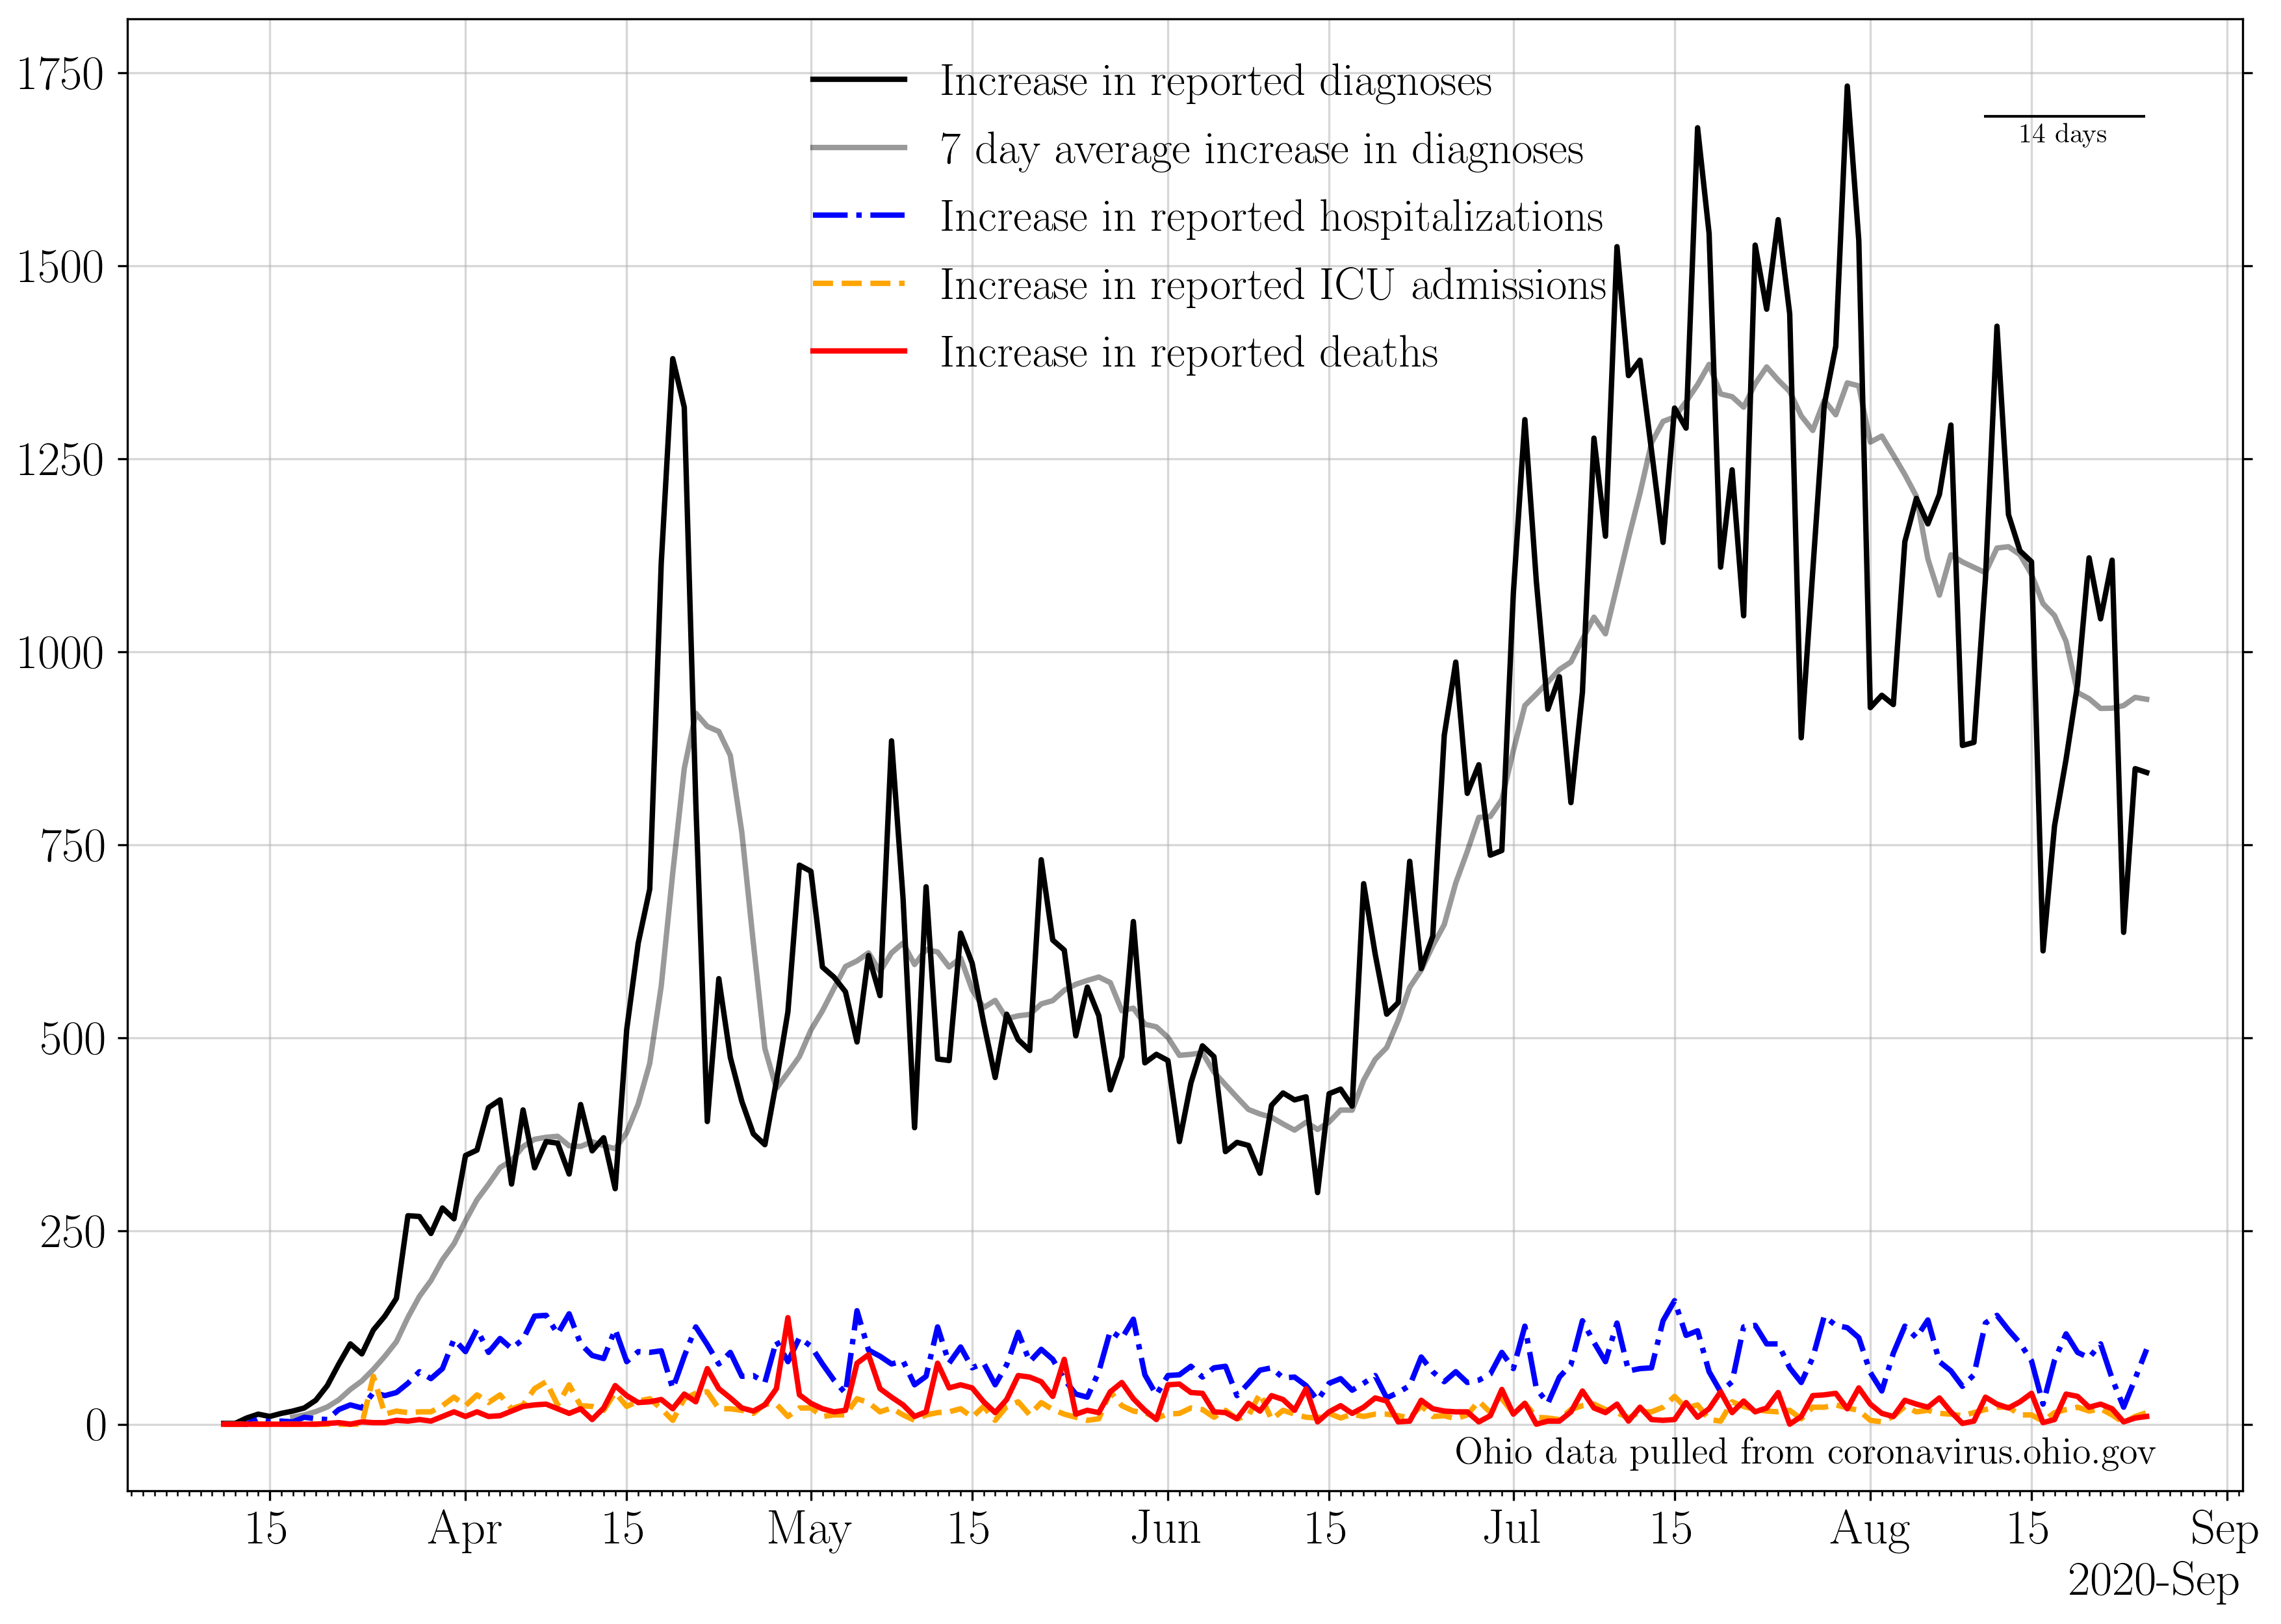 1750
1500
1250
1000
750
500
250
0
Increase in reported diagnoses
7 day average increase in diagnoses
Increase in reported hospitalizations
Increase in reported ICU admissions
Increase in reported deaths
14 days
Ohio data pulled from coronavirus.ohio.gov
15 Apr 15 May 15 Jun 15 Jul 15 Aug 15 Sep
2020-Sep